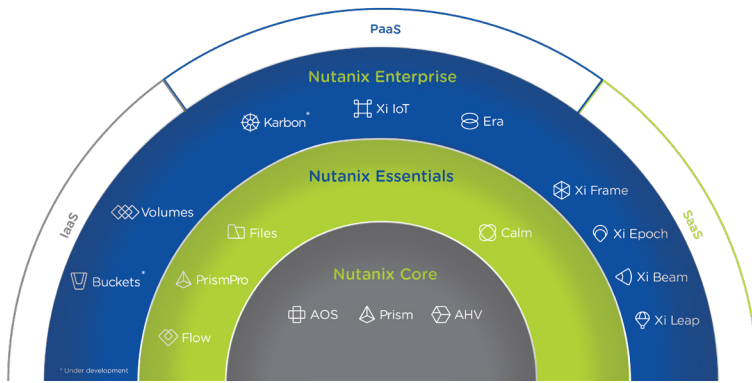 PaaS
Nutanix Enterprise
Karbon*
Xi IoT
Era
IaaS
Volumes
Buckets*
Xi Frame
Xi Epoch
Xi Beam
Xi Leap
SaaS
Nutanix Essentials
Files
Calm
PrismPro
Flow
Nutanix Core
AOS
Prism
AHV
* Under development